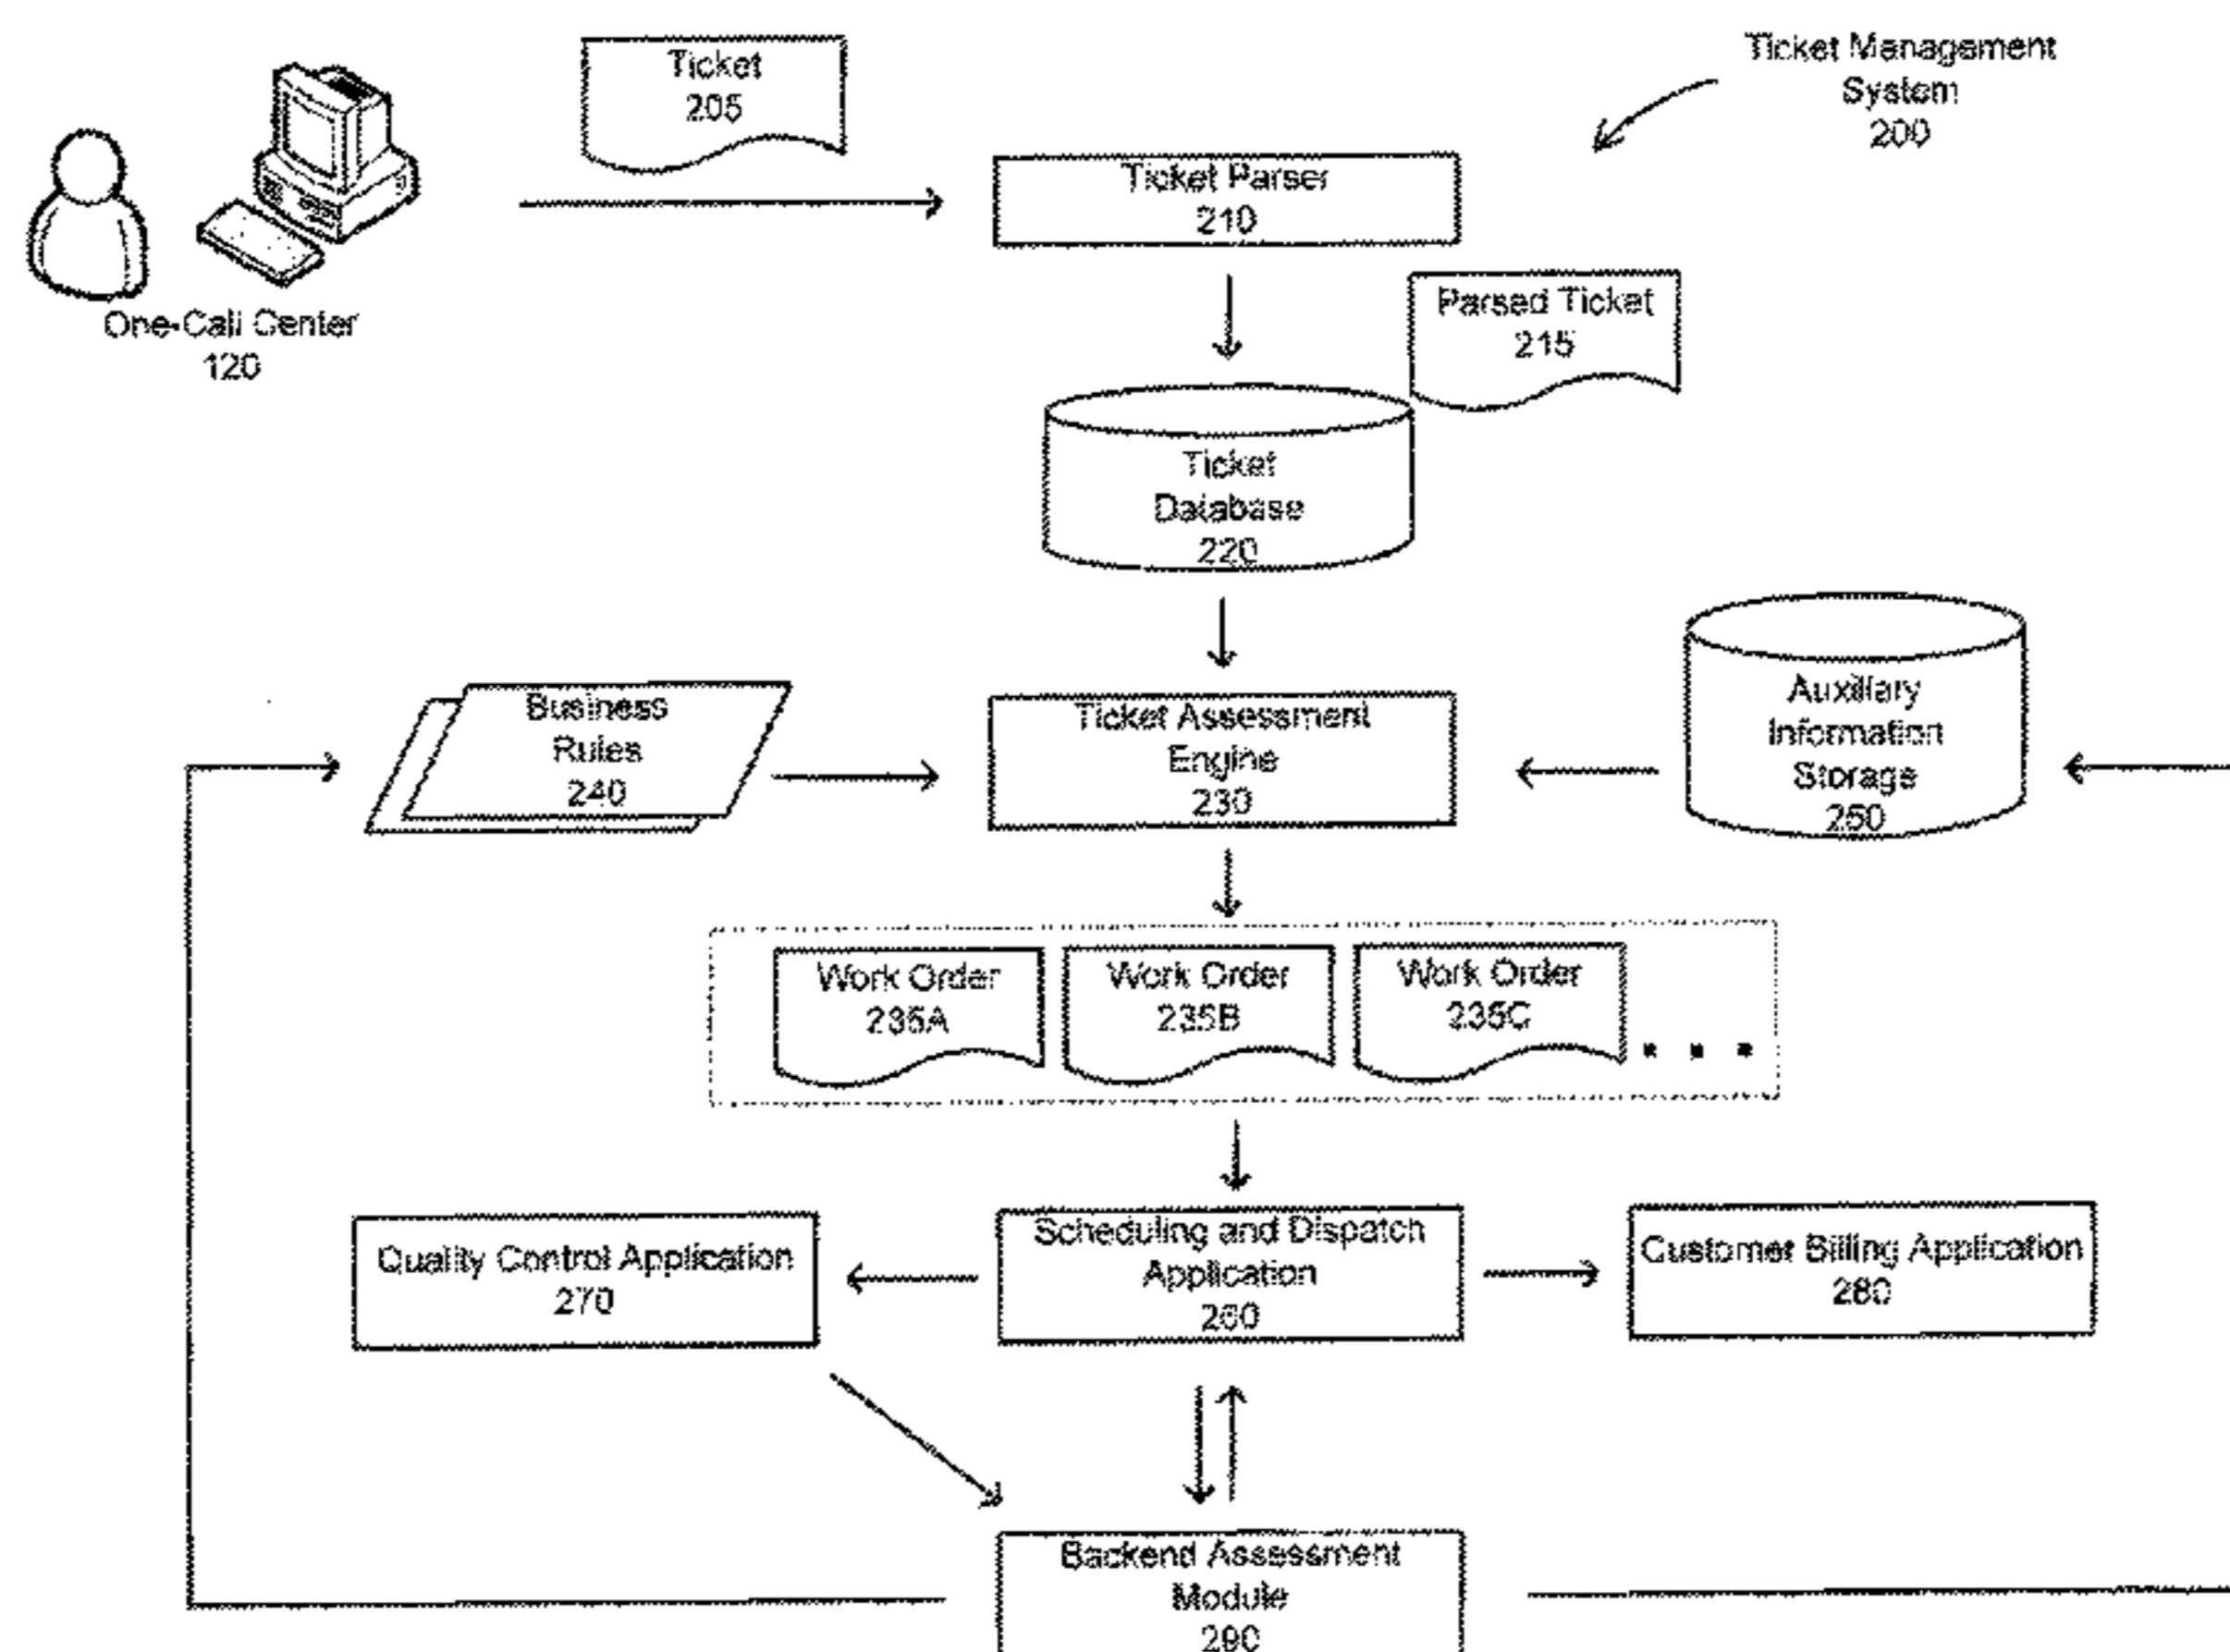 Ticket
205
Ticket Management
System
200
Ticket Parser
210
One-Call Center
120
Parsed Ticket
215
Ticket
Database
220
Business
Rules
240
Ticket Assessment
Engine
230
Auxiliary
Information
Storage
250
Work Order
235A
Work Order
235B
Work Order
235C
. . .
Quality Control Application
270
Scheduling and Dispatch
Application
260
Customer Billing Application
280
Backend Assessment
Module
290